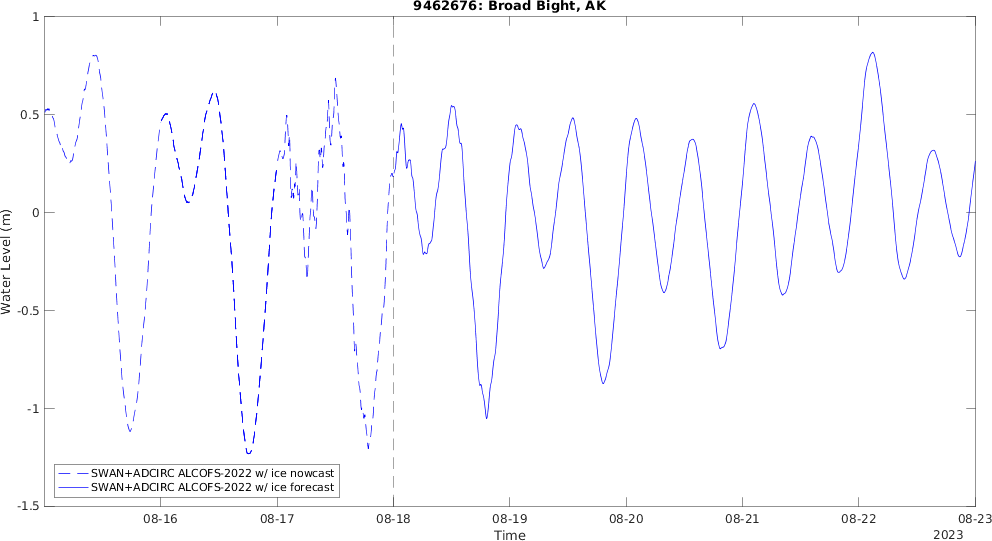 9462676: Broad Bight, AK
1
0.5
0
-0.5
-1
-1.5
Water Level (m)
SWAN+ADCIRC ALCOFS-2022 w/ ice nowcast
SWAN+ADCIRC ALCOFS-2022 w/ ice forecast
08-16 08-17 08-18 08-19 08-20 08-21 08-22 08-23
Time
2023